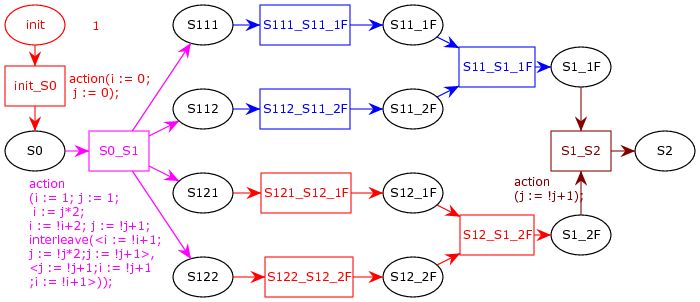 init
1
S111
S111_S11_1F
S11_1F
S11_S1_1F
S1_1F
init_S0
action(i := 0;
j := 0);
S112
S112_S11_2F
S11_2F
S0
S0_S1
S1_S2
S2
action
(i := 1; j := 1;
i := j*2;
i := !i+2; j := !j+1;
interleave(<i := !i+1;
j := !j*2;j := !j+1>,
<j := !j+1;i := !j+1
;i := !i+1>));
S121
S121_S12_1F
S12_1F
action
(j := !j+1);
S12_S1_2F
S1_2F
S122
S122_S12_2F
S12_2F